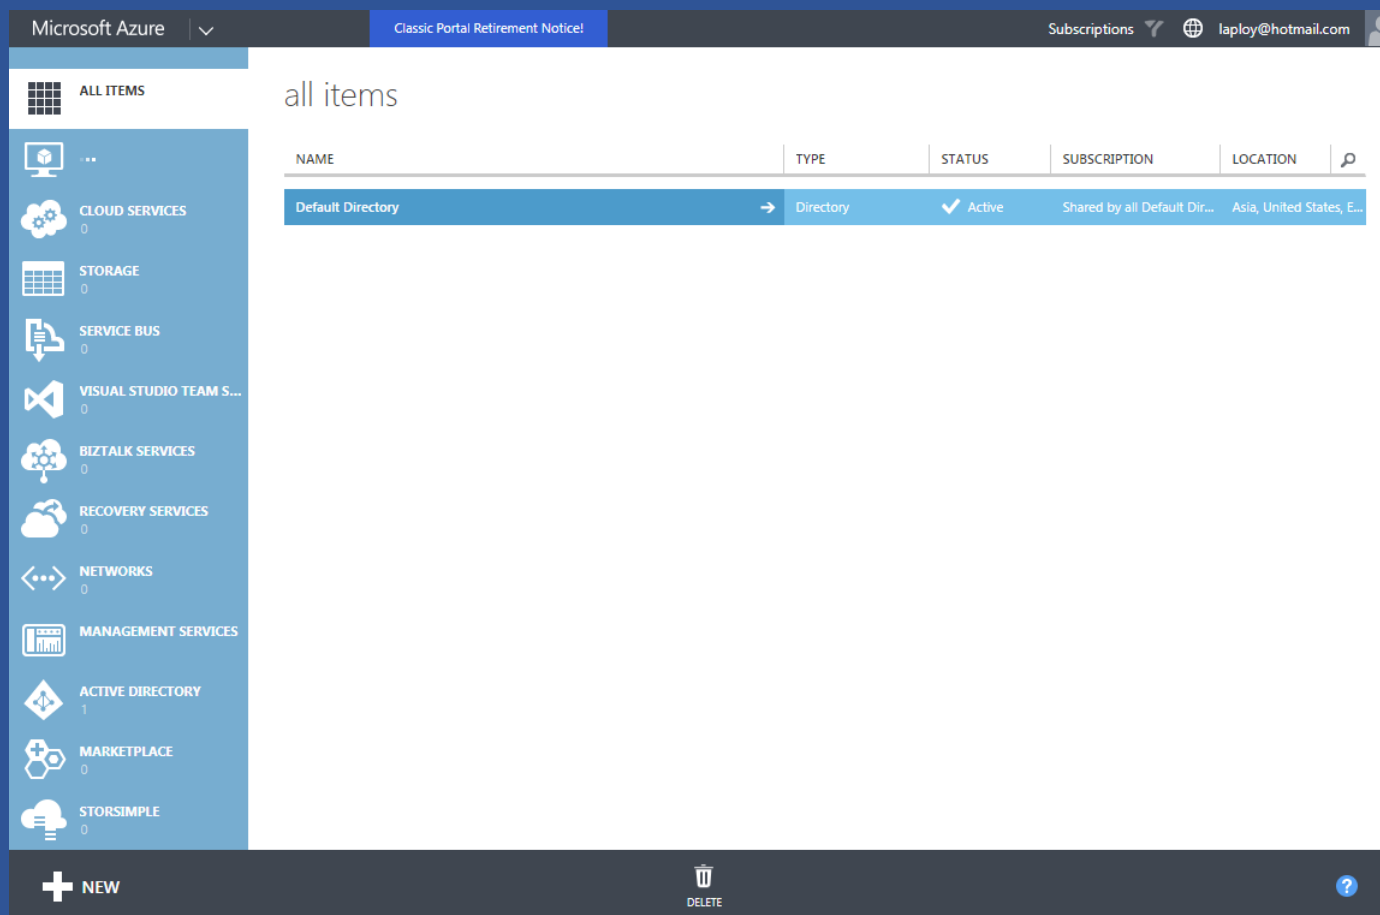 Microsoft Azure
Classic Portal Retirement Notice!
Subscriptions
laploy@hotmail.com
ALL ITEMS
CLOUD SERVICES
0
STORAGE
0
SERVICE BUS
0
VISUAL STUDIO TEAM S...
0
BIZTALK SERVICES
0
RECOVERY SERVICES
0
NETWORKS
0
MANAGEMENT SERVICES
ACTIVE DIRECTORY
1
MARKETPLACE
0
STORSIMPLE
0
all items
NAME TYPE STATUS SUBSCRIPTION LOCATION
Default Directory Directory Active Shared by all Default Dir... Asia, United States, E...
NEW
DELETE
?